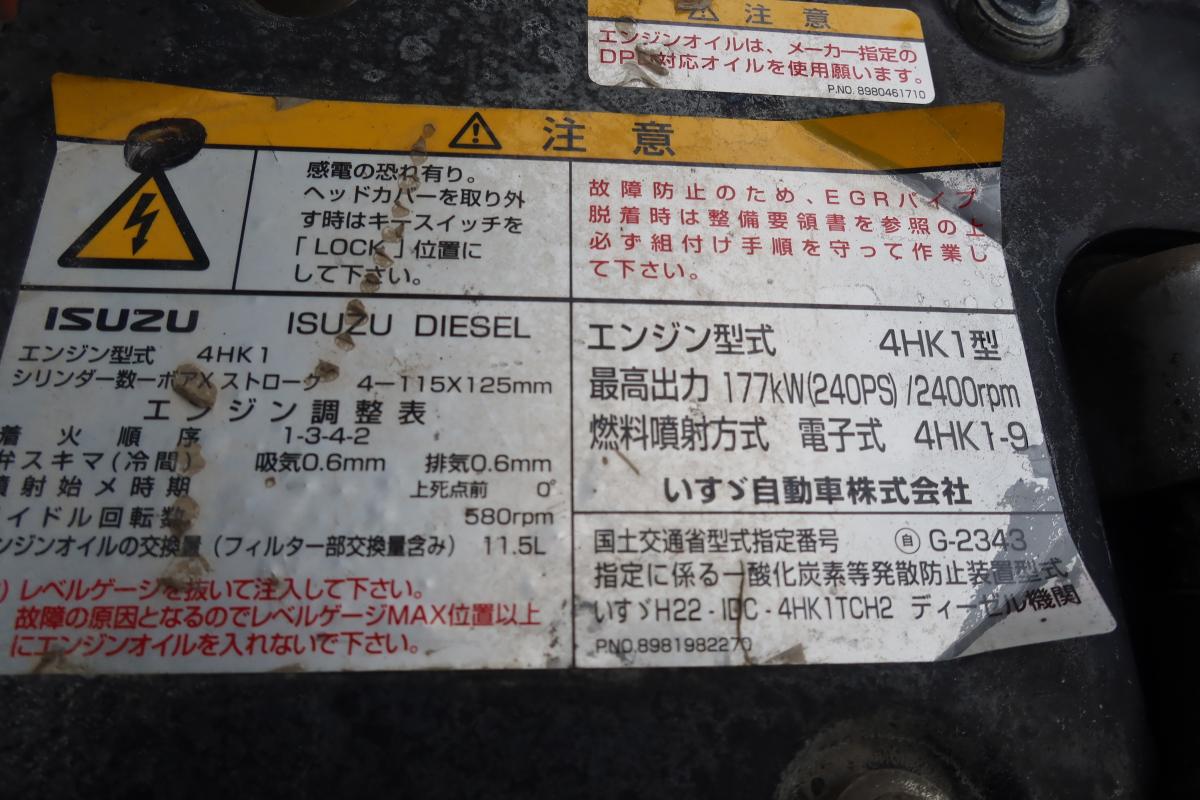 注意
エンジンオイルは、メーカー指定の
対応オイルを使用願います。
P.NO. 8980461710
注意
感電の恐れ有り。
ヘッドカバーを取り外
す時はキースイッチを
「LOCK」位置に
して下さい。
故障防止のため、EGRパイプ
脱着時は整備要領書を参照の上
必ず組付け手順を守って作業し
て下さい。
ISUZU ISUZU DIESEL
エンジン型式 4HK1
シリンダー数ーボアXストローク 4-115X125mm
エンジン調整表
着火順序 1-3-4-2
弁スキマ(冷間) 吸気0.6mm 排気0.6mm
噴射始メ時期 上死点前 0°
イドル回転数 580rpm
ンジンオイルの交換量(フィルター部交換量含み) 11.5L
)レベルゲージを抜いて注入して下さい。
故障の原因となるのでレベルゲージMAX位置以上
にエンジンオイルを入れないで下さい。
エンジン型式 4HK1型
最高出力 177kW(240PS)/2400rpm
燃料噴射方式 電子式 4HK1-9
いすゞ自動車株式会社
国土交通省型式指定番号 自 G-2343
指定に係る一酸化炭素等発散防止装置型式
いすゞH22-IDC-4HK1TCH2 ディーゼル機関
P.NO.8981982270